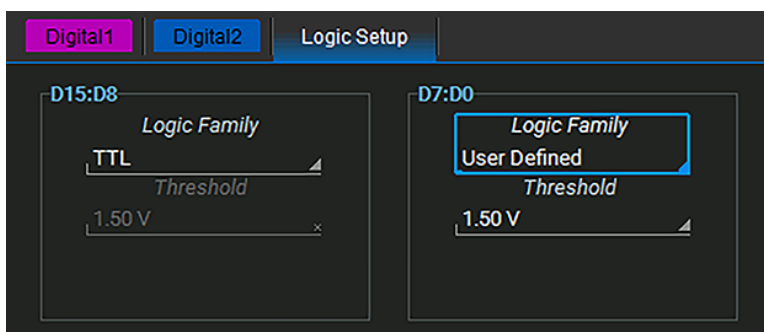 Digital1 Digital2 Logic Setup
D15:D8
Logic Family
TTL
Threshold
1.50 V
D7:D0
Logic Family
User Defined
Threshold
1.50 V